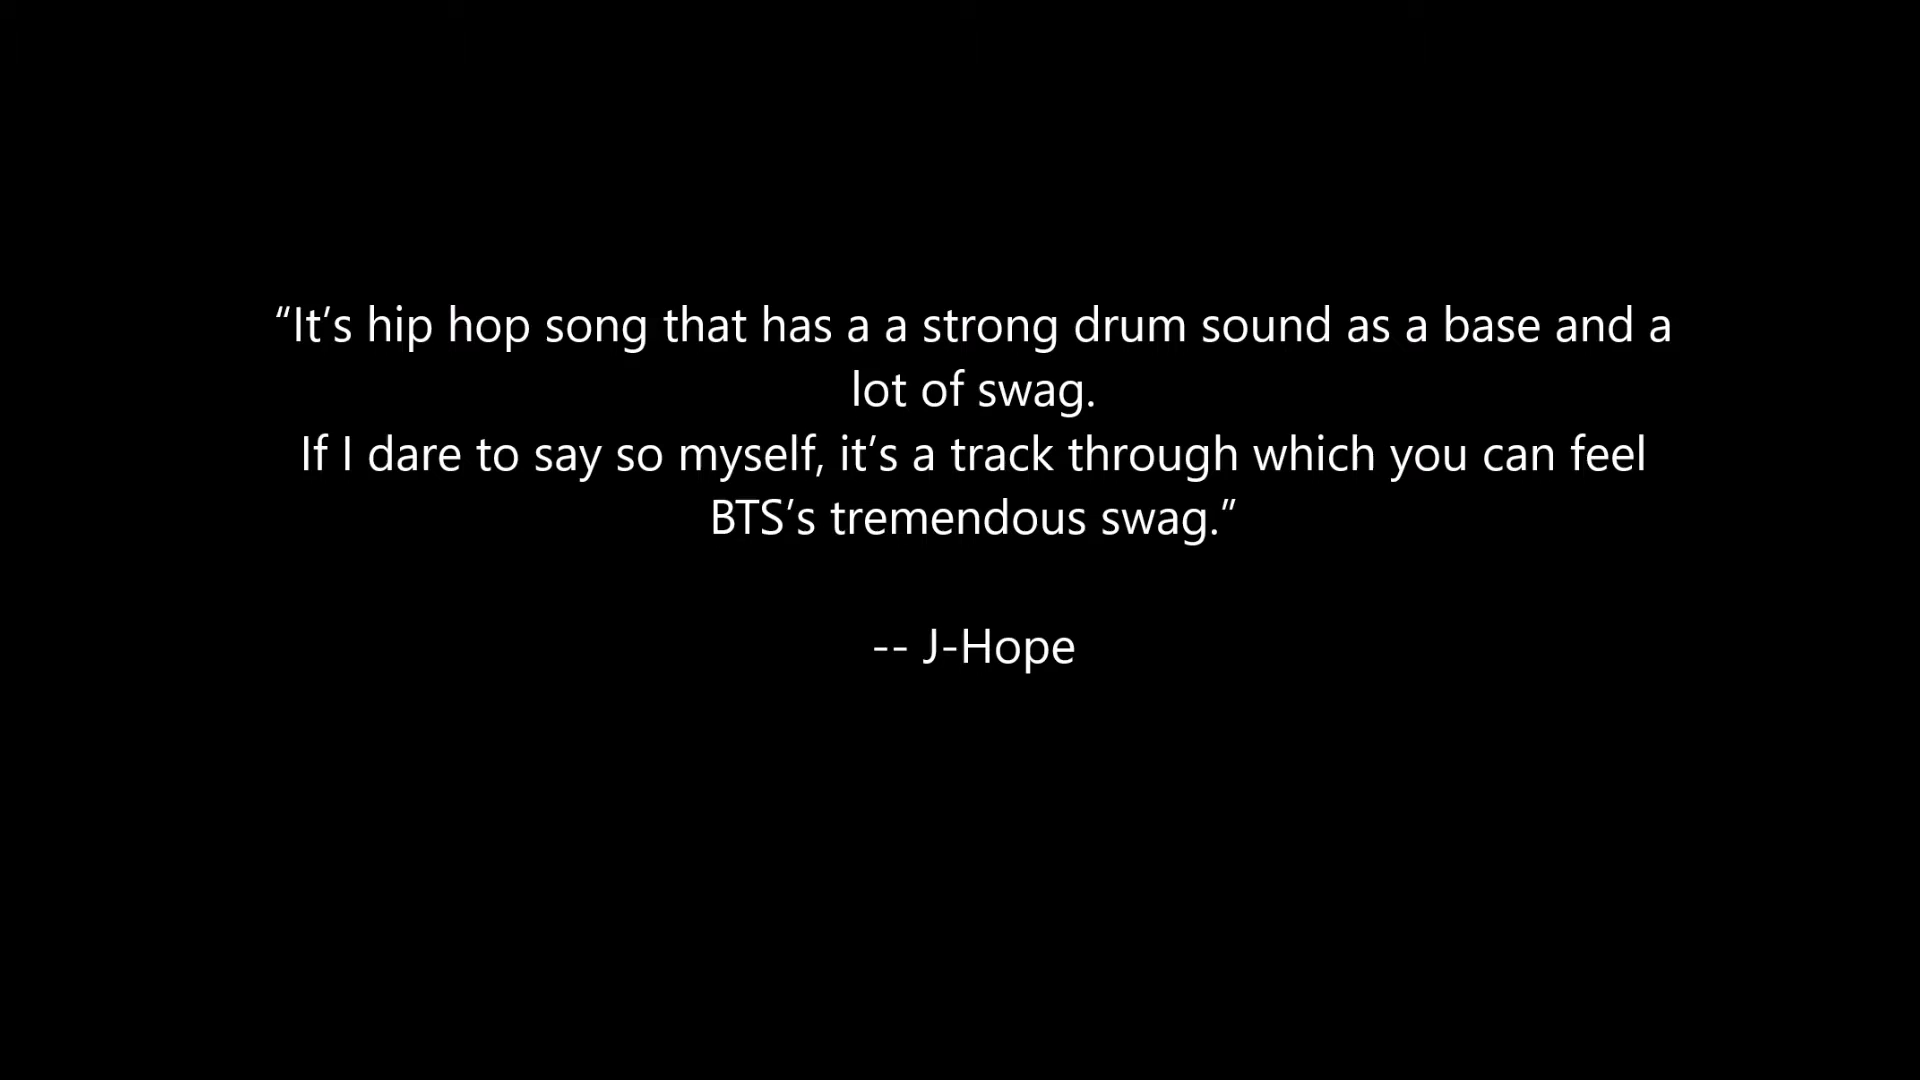 “It’s hip hop song that has a a strong drum sound as a base and a
lot of swag.
If I dare to say so myself, it’s a track through which you can feel
BTS’s tremendous swag.”
-- J-Hope